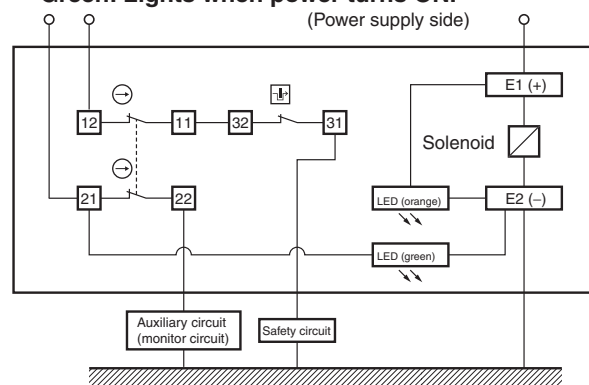 Green: Lights when power turns ON.
(Power supply side)
E1 (+)
12
11
32
31
Solenoid
21
22
LED (orange)
E2 (–)
LED (green)
Auxiliary circuit
(monitor circuit)
Safety circuit